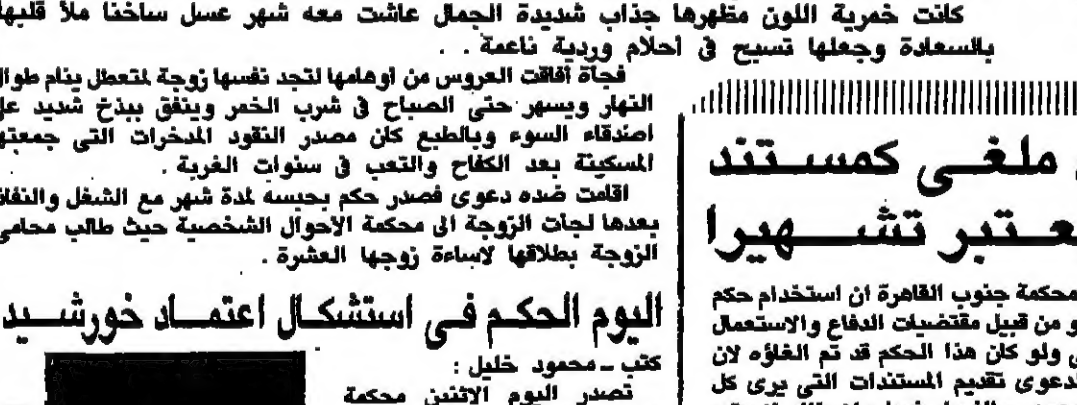 كانت خمرية اللون مظهرها جذاب شديدة الجمال عاشت معه شهر عسل ساخنا ملأ قلبها
بالسعادة وجعلها تسبح في احلام وردية ناعمة . .
فجأة أفاقت العروس من أوهامها لتجد نفسها زوجة لمتعطل ينام طوال
النهار ويسهر حتى الصباح في شرب الخمر وينفق ببذخ شديد
اصدقاء السوء وبالطبع كان مصدر النقود المدخرات التي جمعتها
المسكينة بعد الكفاح والتعب في سنوات الغربة .
اقامت ضده دعوى فصدر حكم بحبسه لمدة شهر مع الشغل والنفاذ
بعدها لجأت الزوجة الى محكمة الاحوال الشخصية حيث طالب محامي
الزوجة بطلاقها لاساءة زوجها العشرة .
اليوم الحكم في استشكال اعتماد خورشيد
كتب ـ محمود خليل :
تصدر اليوم الاثنين محكمة
ملغى كمستند
تشهيرا
محكمة جنوب القاهرة ان استخدام حكم
من قبيل مقتضيات الدفاع والاستعمال
ولو كان هذا الحكم قد تم الغاؤه لان
تقديم المستندات التي يرى كل